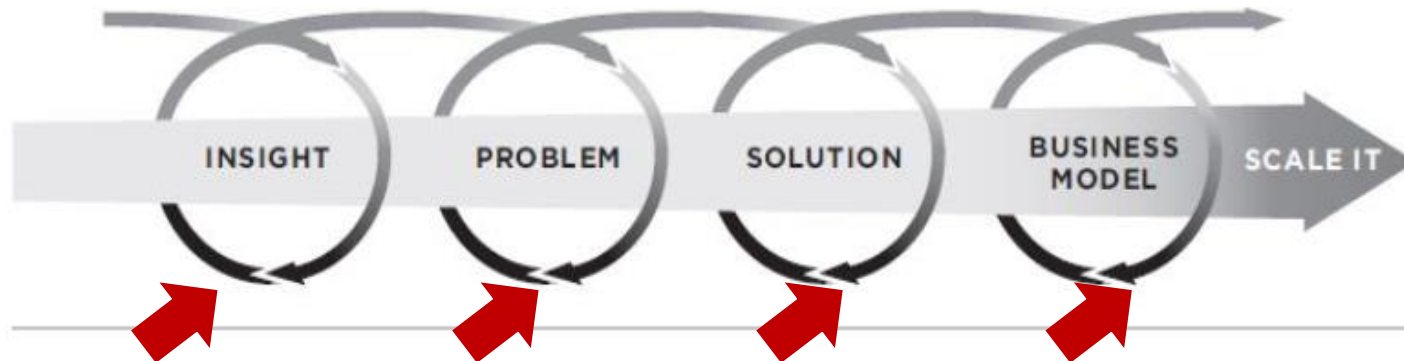 INSIGHT
PROBLEM
SOLUTION
BUSINESS
MODEL
SCALE IT